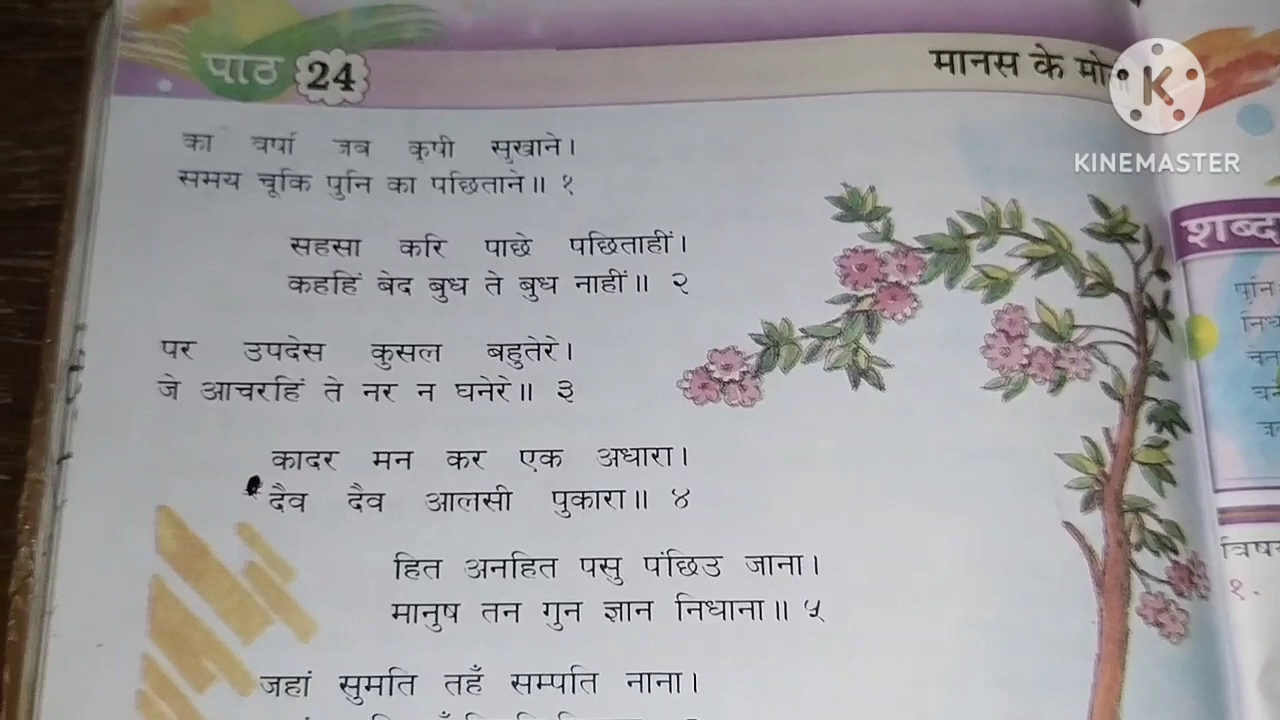 पाठ 24
मानस के
KINEMASTER
का वर्षा जब कृषी सुखाने।
समय चूकि पुनि का पछिताने॥ १
सहसा करि पाछे पछिताहीं।
कहहिं बेद बुध ते बुध नाहीं॥ २
पर उपदेस कुसल बहुतेरे।
जे आचरहिं ते नर न घनेरे॥ ३
कादर मन कर एक अधारा।
दैव दैव आलसी पुकारा॥ ४
हित अनहित पसु पंछिउ जाना।
मानुष तन गुन ज्ञान निधाना॥ ५
जहां सुमति तहँ सम्पति नाना।
शब्द
१.